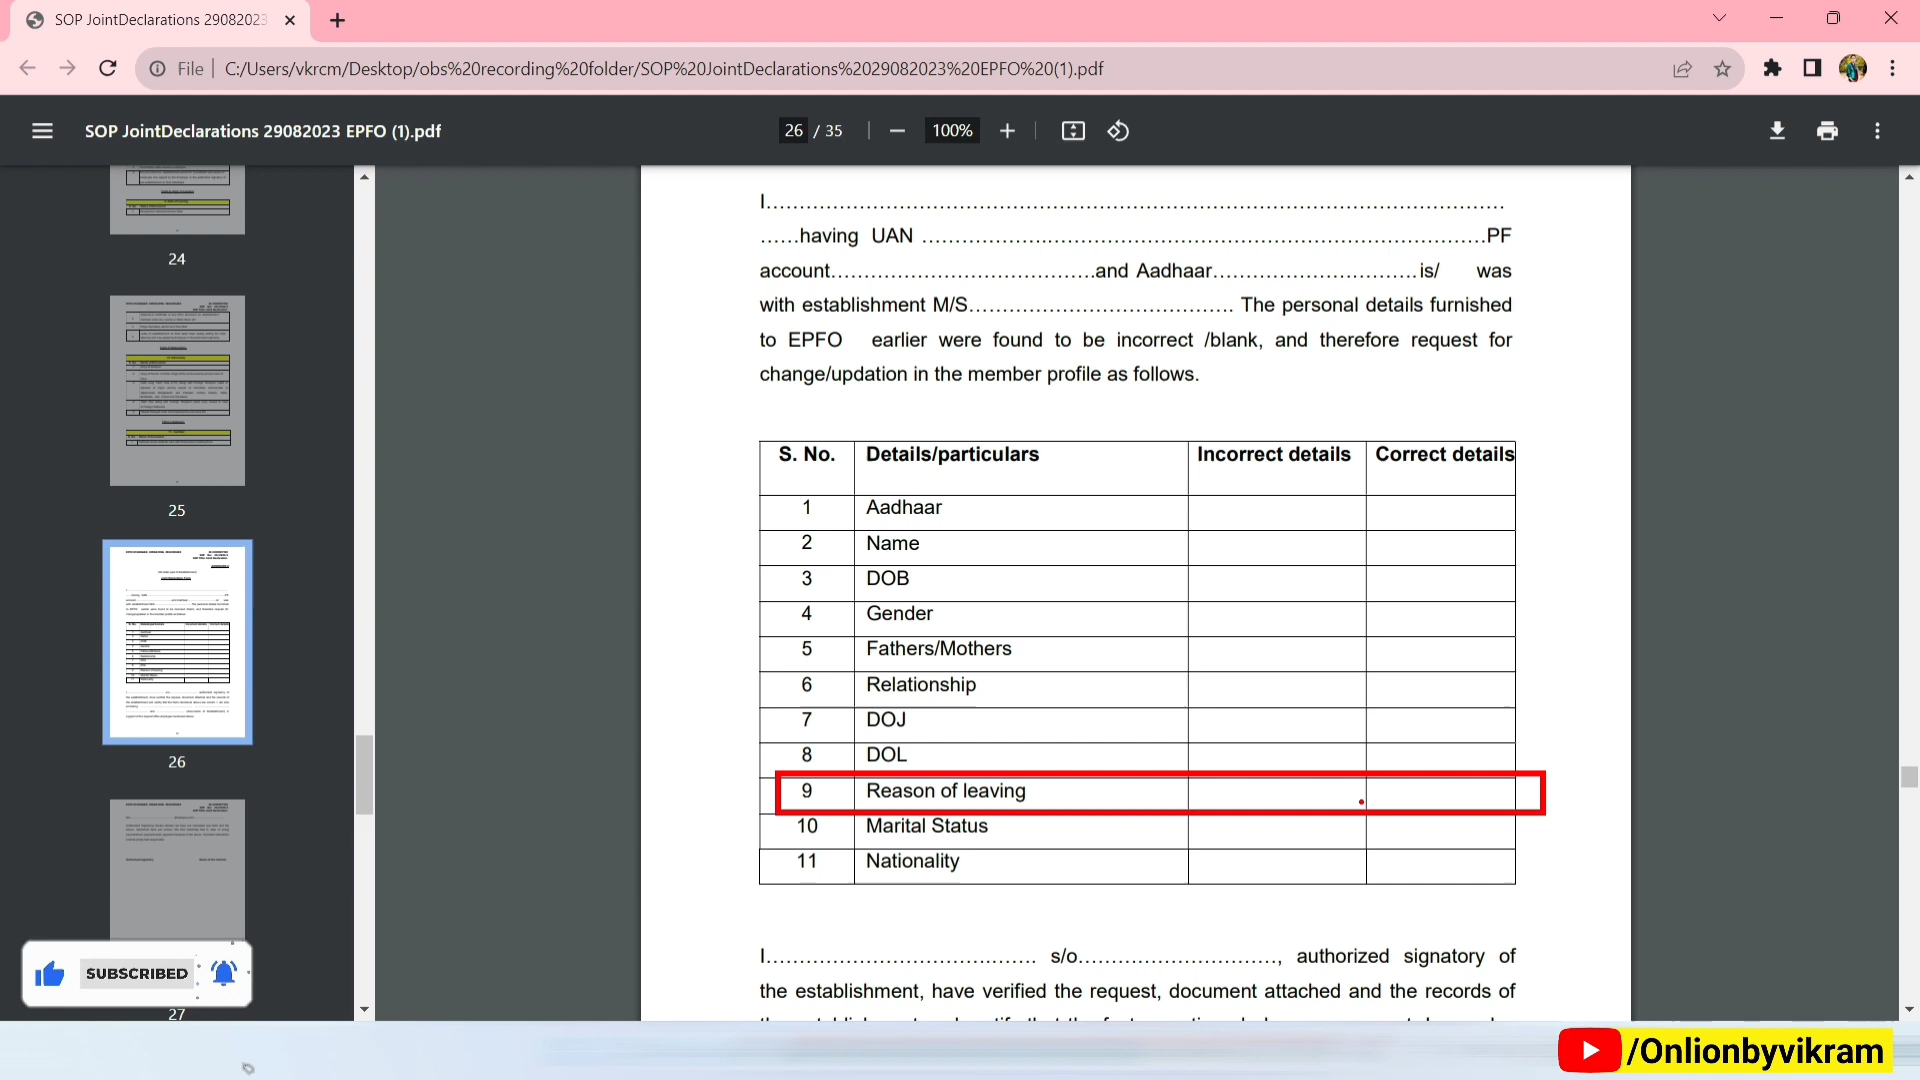 SOP JointDeclarations 29082023
File
C:/Users/vkrcm/Desktop/obs%20recording%20folder/SOP%20JointDeclarations%2029082023%20EPFO%20(1).pdf
SOP JointDeclarations 29082023 EPFO (1).pdf
26 / 35
100%
24
25
26
27
I…………………………………………………………………………………………………
……having UAN ………………………………………………………………………….PF
account………………………………….and Aadhaar………………………….is/ was
with establishment M/S…………………………………. The personal details furnished
to EPFO earlier were found to be incorrect /blank, and therefore request for
change/updation in the member profile as follows.
S. No. Details/particulars Incorrect details Correct details
1 Aadhaar
2 Name
3 DOB
4 Gender
5 Fathers/Mothers
6 Relationship
7 DOJ
8 DOL
9 Reason of leaving
10 Marital Status
11 Nationality
I…………………………………. s/o…………………………, authorized signatory of
the establishment, have verified the request, document attached and the records of
SUBSCRIBED
/Onlionbyvikram